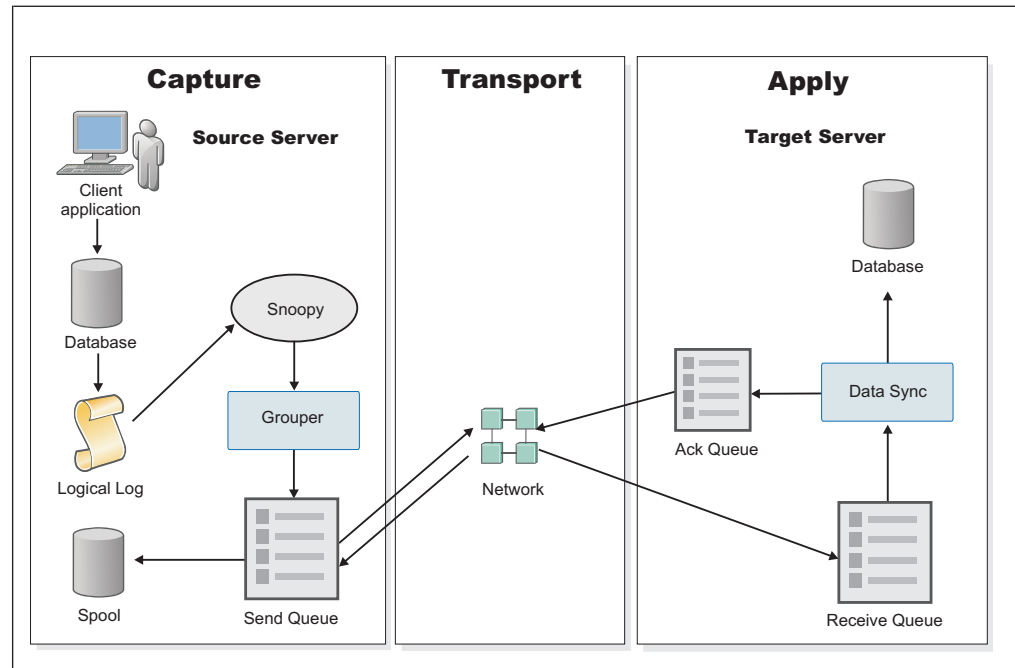 Capture
Source Server
Client
application
Database
Logical Log
Spool
Snoopy
Grouper
Send Queue
Transport
Network
Apply
Target Server
Database
Data Sync
Ack Queue
Receive Queue